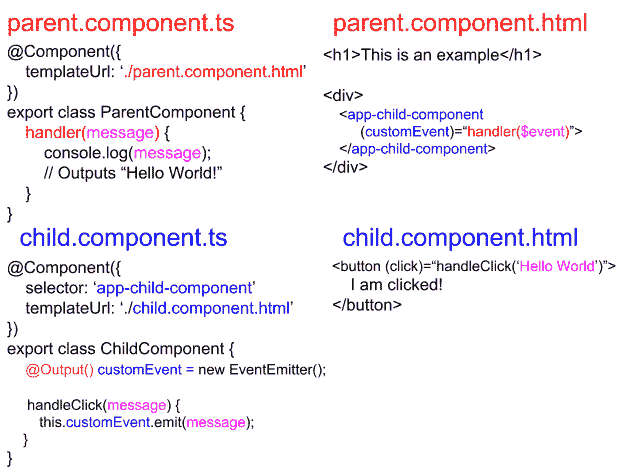 parent.component.ts
@Component({
templateUrl: ‘./parent.component.html’
})
export class ParentComponent {
handler(message) {
console.log(message);
// Outputs “Hello World!”
}
}
parent.component.html
<h1>This is an example</h1>
<div>
<app-child-component
(customEvent)=“handler($event)”>
</app-child-component>
</div>
child.component.ts
@Component({
selector: ‘app-child-component’
templateUrl: ‘./child.component.html’
})
export class ChildComponent {
@Output() customEvent = new EventEmitter();
handleClick(message) {
this.customEvent.emit(message);
}
}
child.component.html
<button (click)=“handleClick(‘Hello World’)”>
I am clicked!
</button>